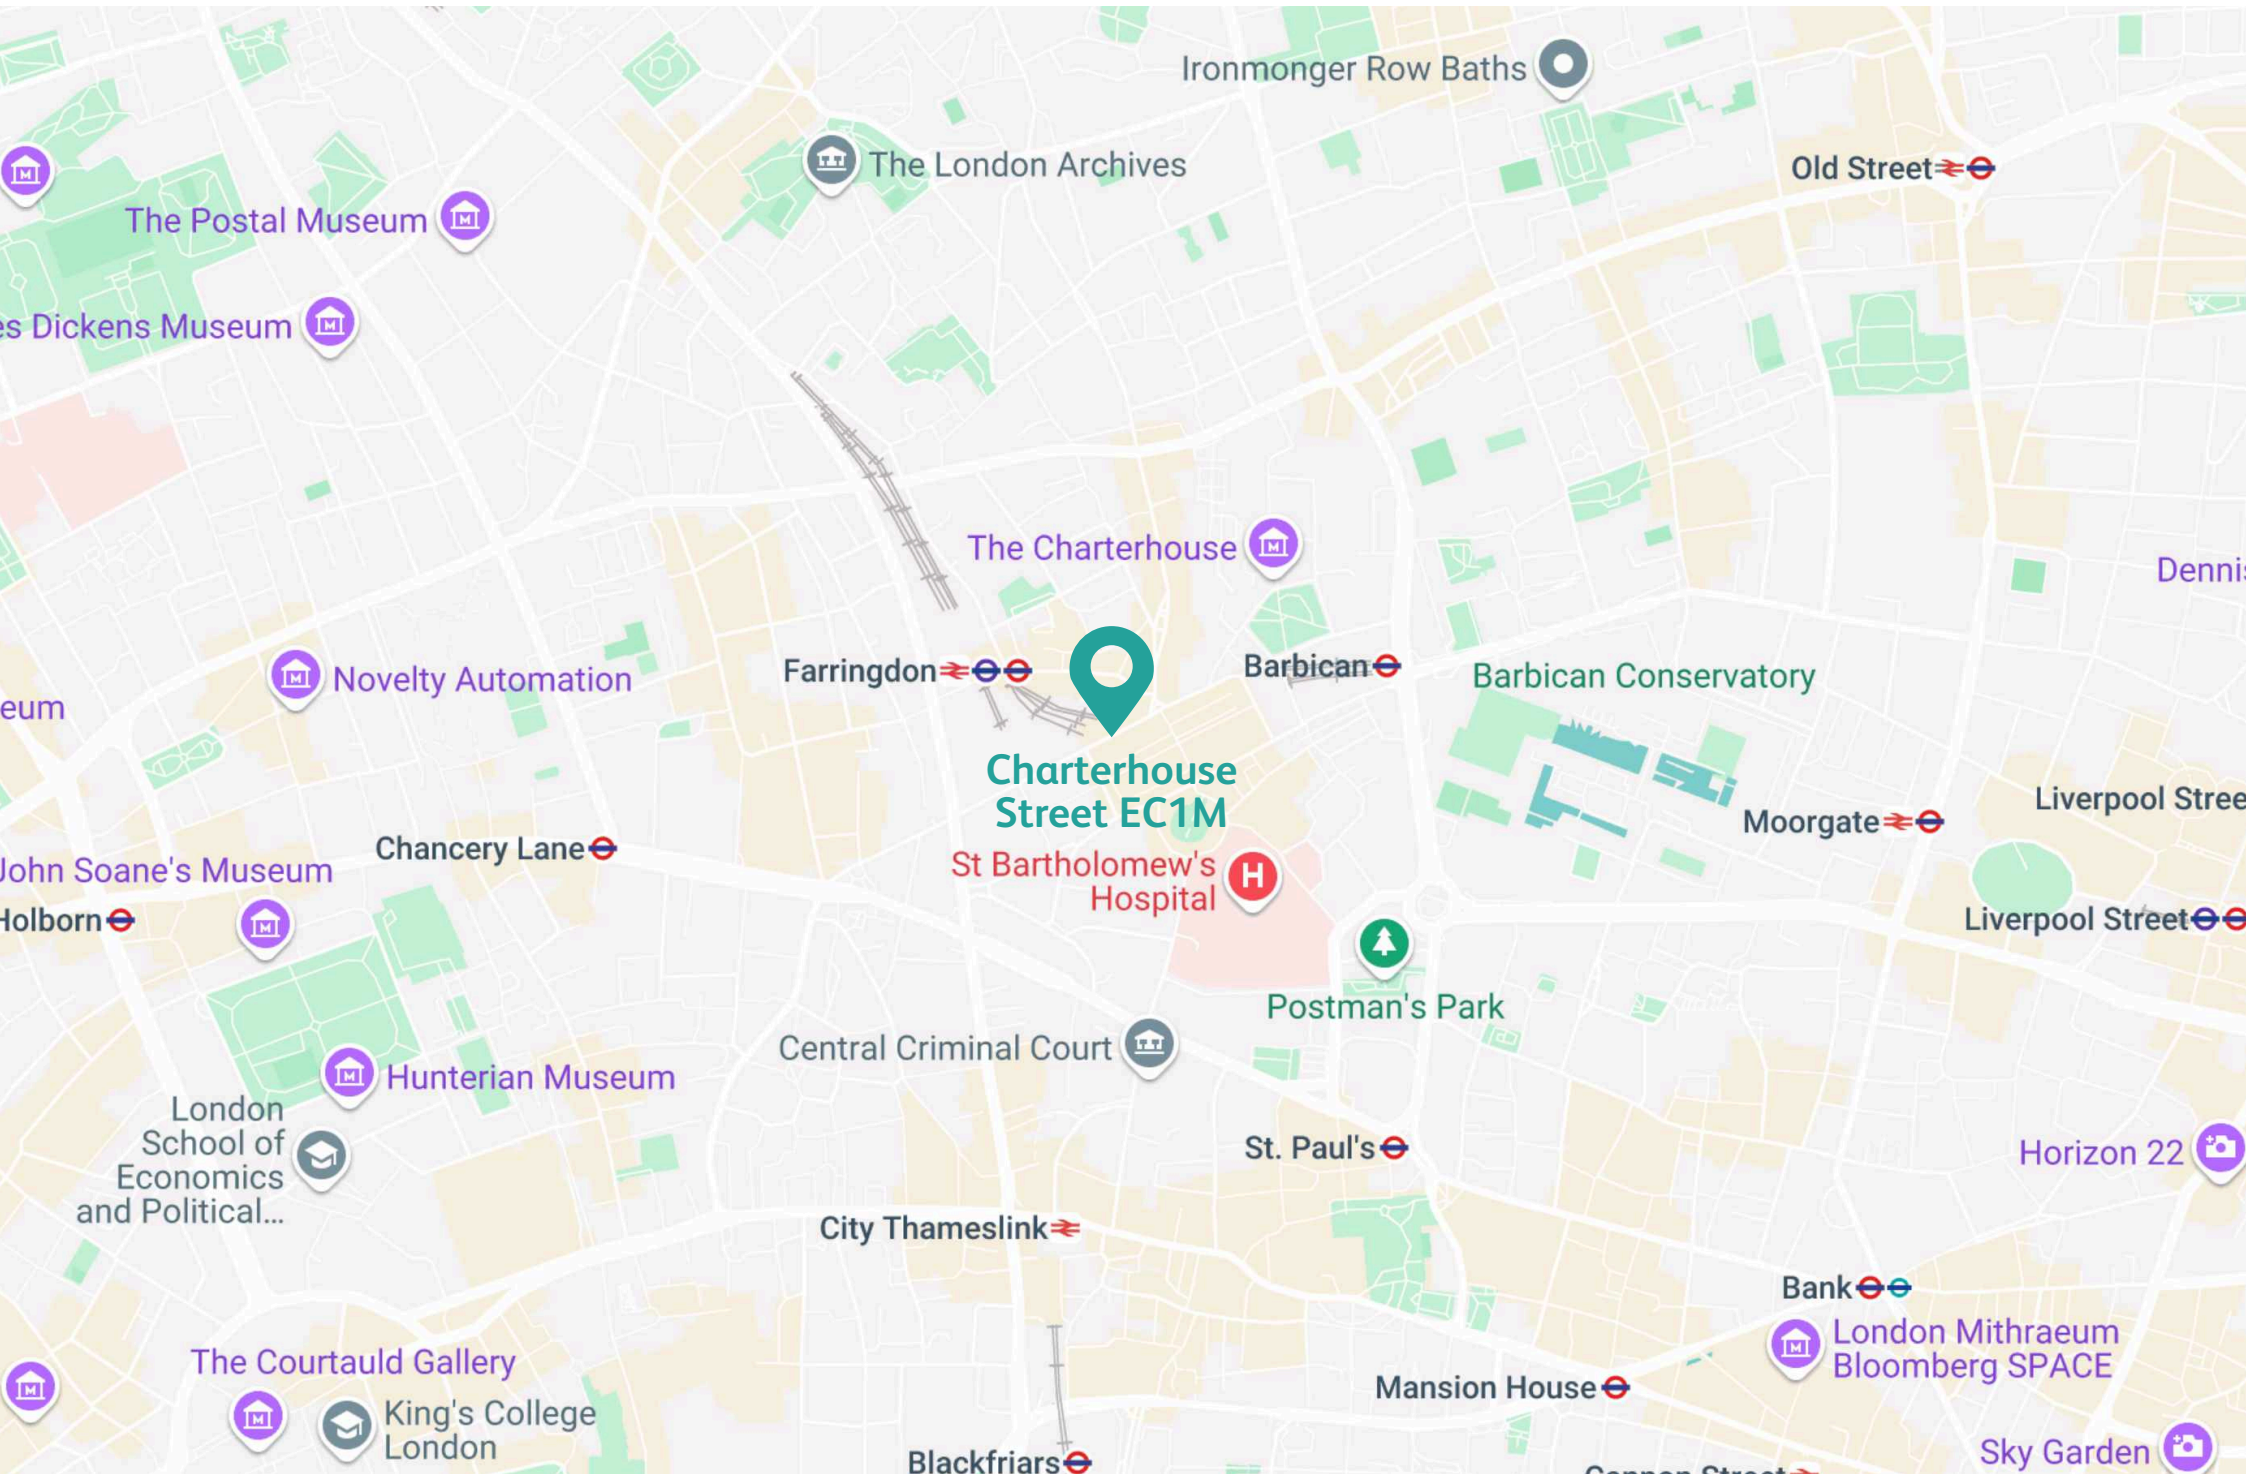 Ironmonger Row Baths
The London Archives
Old Street
The Postal Museum
es Dickens Museum
The Charterhouse
Dennis
Farringdon
Barbican
Barbican Conservatory
Novelty Automation
eum
Charterhouse
Street EC1M
Liverpool Stree
Moorgate
Chancery Lane
John Soane's Museum
St Bartholomew's
Hospital
Holborn
Liverpool Street
Postman's Park
Central Criminal Court
Hunterian Museum
London
School of
Economics
and Political...
St. Paul's
Horizon 22
City Thameslink
Bank
London Mithraeum
Bloomberg SPACE
The Courtauld Gallery
Mansion House
King's College
London
Sky Garden
Blackfriars